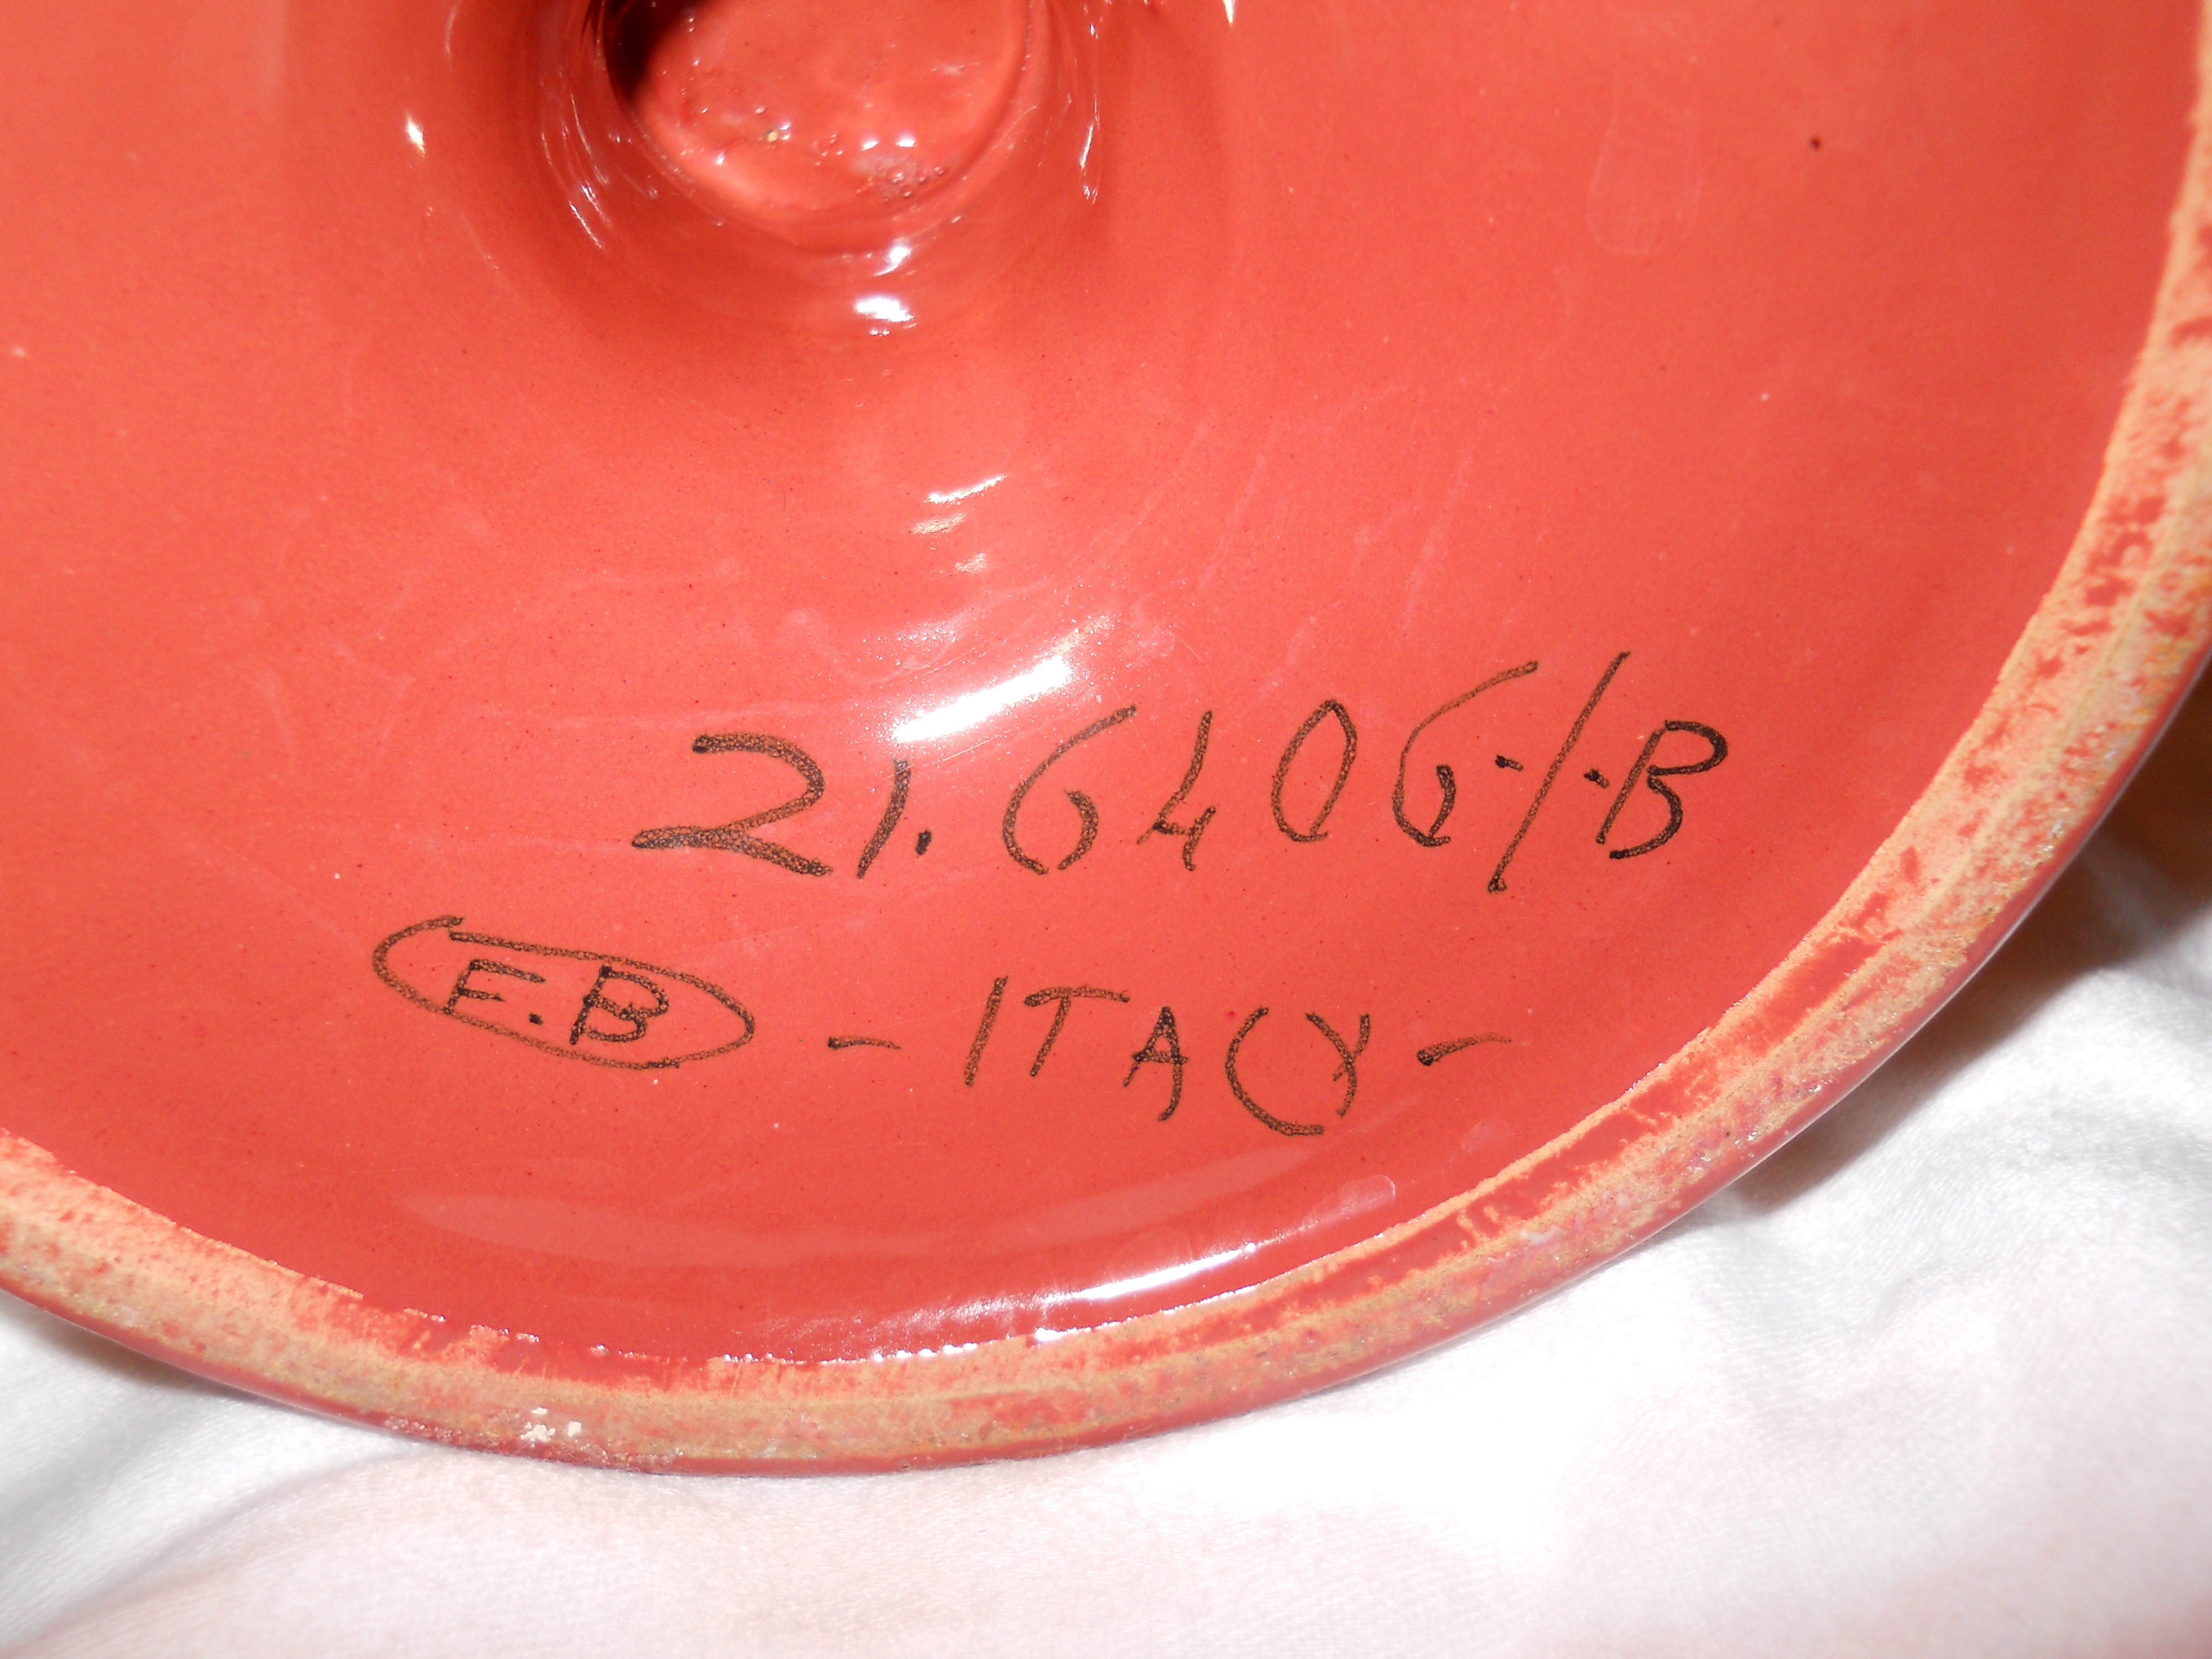 21.6406-/-B
F.B - ITALY -